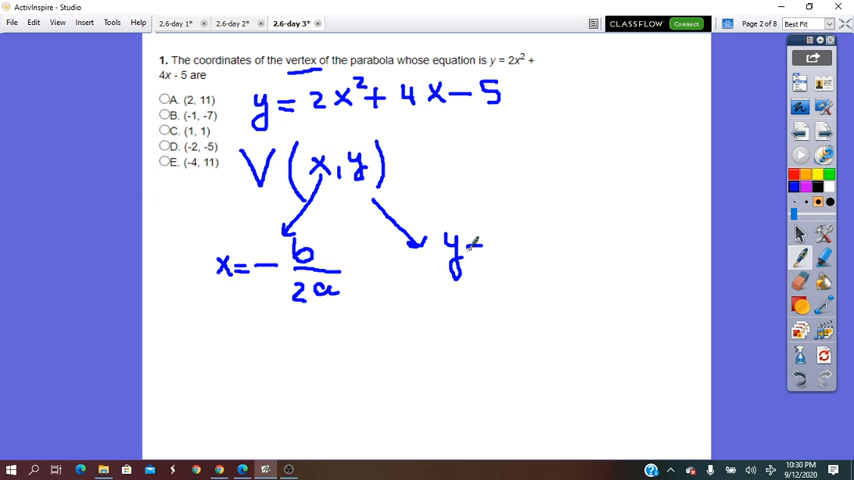 ActivInspire - Studio
File Edit View Insert Tools Help
2.6-day 1* 2.6-day 2* 2.6-day 3*
CLASSFLOW Connect
Page 2 of 8 Best Fit
1. The coordinates of the vertex of the parabola whose equation is y = 2x² +
4x - 5 are
A. (2, 11)
B. (-1, -7)
C. (1, 1)
D. (-2, -5)
E. (-4, 11)
y = 2x² + 4x - 5
V (x, y)
x = - b
2a
y -
10:30 PM
9/12/2020